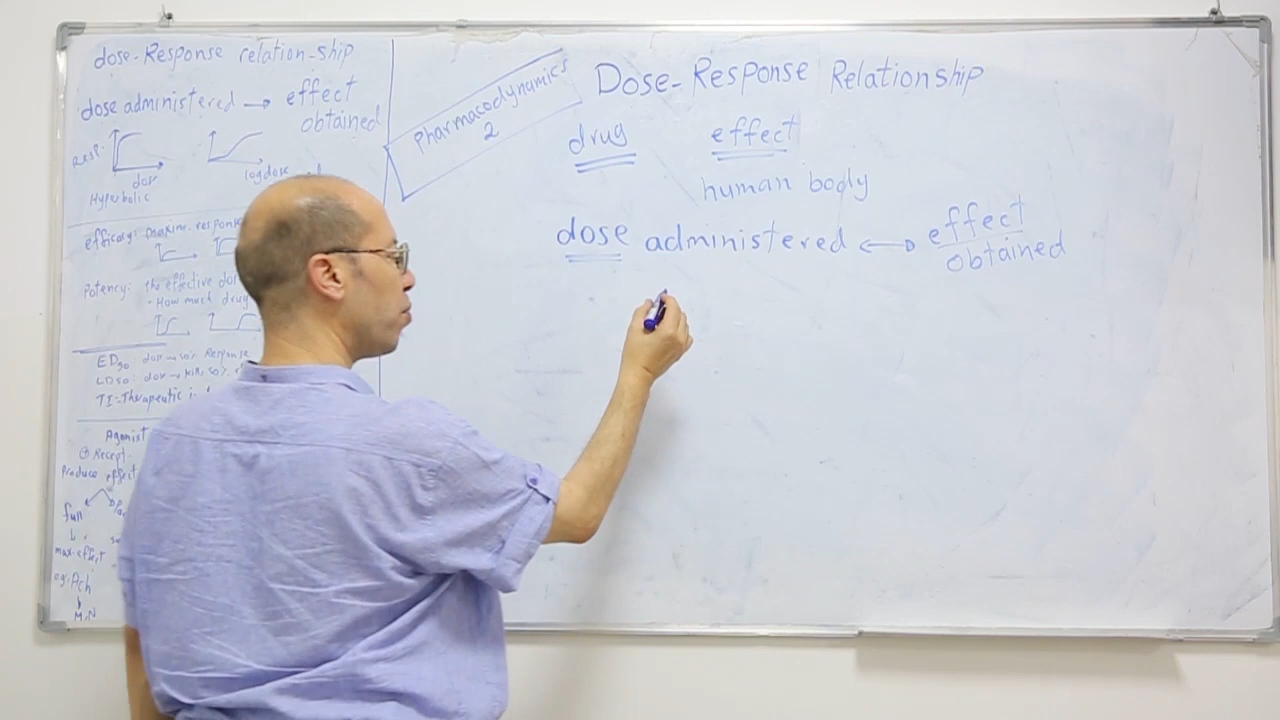 dose-Response relation-ship
dose administered → effect
obtained
Resp.
dose
log dose
Hyperbolic
efficacy: maxim. response
Potency: the effective
- How much drug
ED50: dose → 50% Response
LD50: dose → kill 50%
TI = Therapeutic
Agonist
⊕ Recept.
Produce effect
full
max. effect
eg. Ach
M,N
Pharmacodynamics
2
Dose-Response Relationship
drug effect
human body
dose administered ↔ effect
obtained